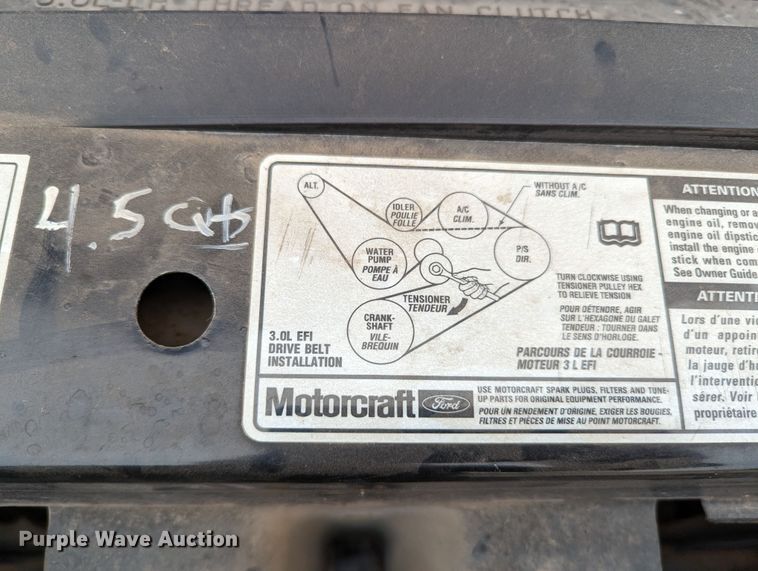 THREAD ON FAN CLUTCH
4.5 Qts
ALT.
IDLER
POULIE
FOLLE
A/C
CLIM.
WITHOUT A/C
SANS CLIM.
WATER
PUMP
POMPE À
EAU
P/S
DIR.
TENSIONER
TENDEUR
CRANK-
SHAFT
VILE-
BREQUIN
TURN CLOCKWISE USING
TENSIONER PULLEY HEX
TO RELIEVE TENSION
POUR DÉTENDRE, AGIR
SUR L'HEXAGONE DU GALET
TENDEUR : TOURNER DANS
LE SENS D'HORLOGE.
3.0L EFI
DRIVE BELT
INSTALLATION
PARCOURS DE LA COURROIE -
MOTEUR 3 L EFI
Motorcraft Ford
USE MOTORCRAFT SPARK PLUGS, FILTERS AND TUNE-
UP PARTS FOR ORIGINAL EQUIPMENT PERFORMANCE.
POUR UN RENDEMENT D'ORIGINE, EXIGER LES BOUGIES,
FILTRES ET PIÈCES DE MISE AU POINT MOTORCRAFT.
ATTENTION
When changing or a
engine oil, remov
engine oil dipstic
install the engine
stick when com
See Owner Guide
ATTENTI
Lors d'une vi
d'un appoin
moteur, retire
la jauge d'hu
l'interventi
sérer. Voir
propriétaire
Purple Wave Auction